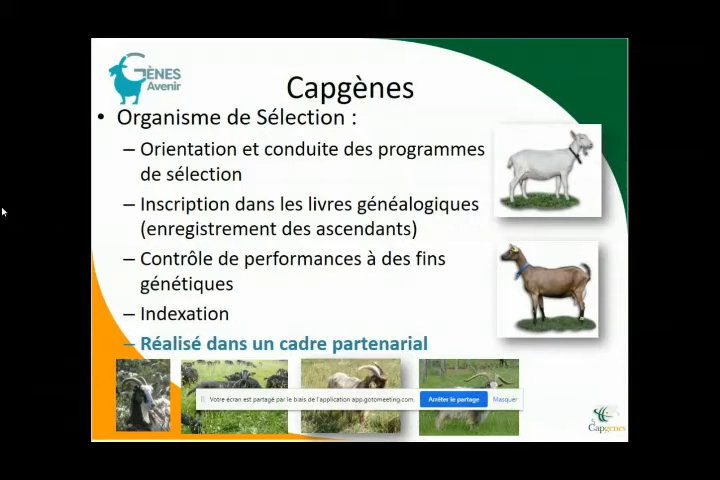 GÈNES
Avenir
Capgènes
• Organisme de Sélection :
– Orientation et conduite des programmes
de sélection
– Inscription dans les livres généalogiques
(enregistrement des ascendants)
– Contrôle de performances à des fins
génétiques
– Indexation
– Réalisé dans un cadre partenarial
Votre écran est partagé par le biais de l'application app.gotomeeting.com.
Arrêter le partage
Masquer
Capgenes